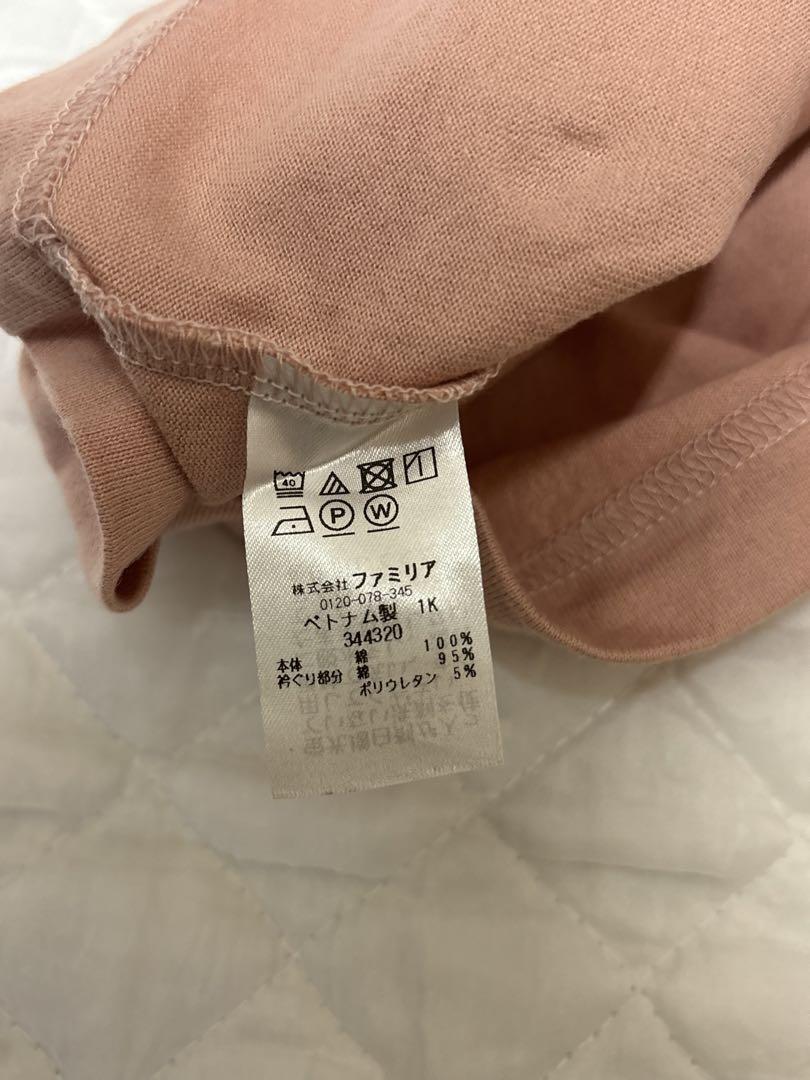 40
P W
株式会社ファミリア
0120-078-345
ベトナム製 1K
344320
本体 綿 100%
衿ぐり部分 綿 95%
ポリウレタン 5%